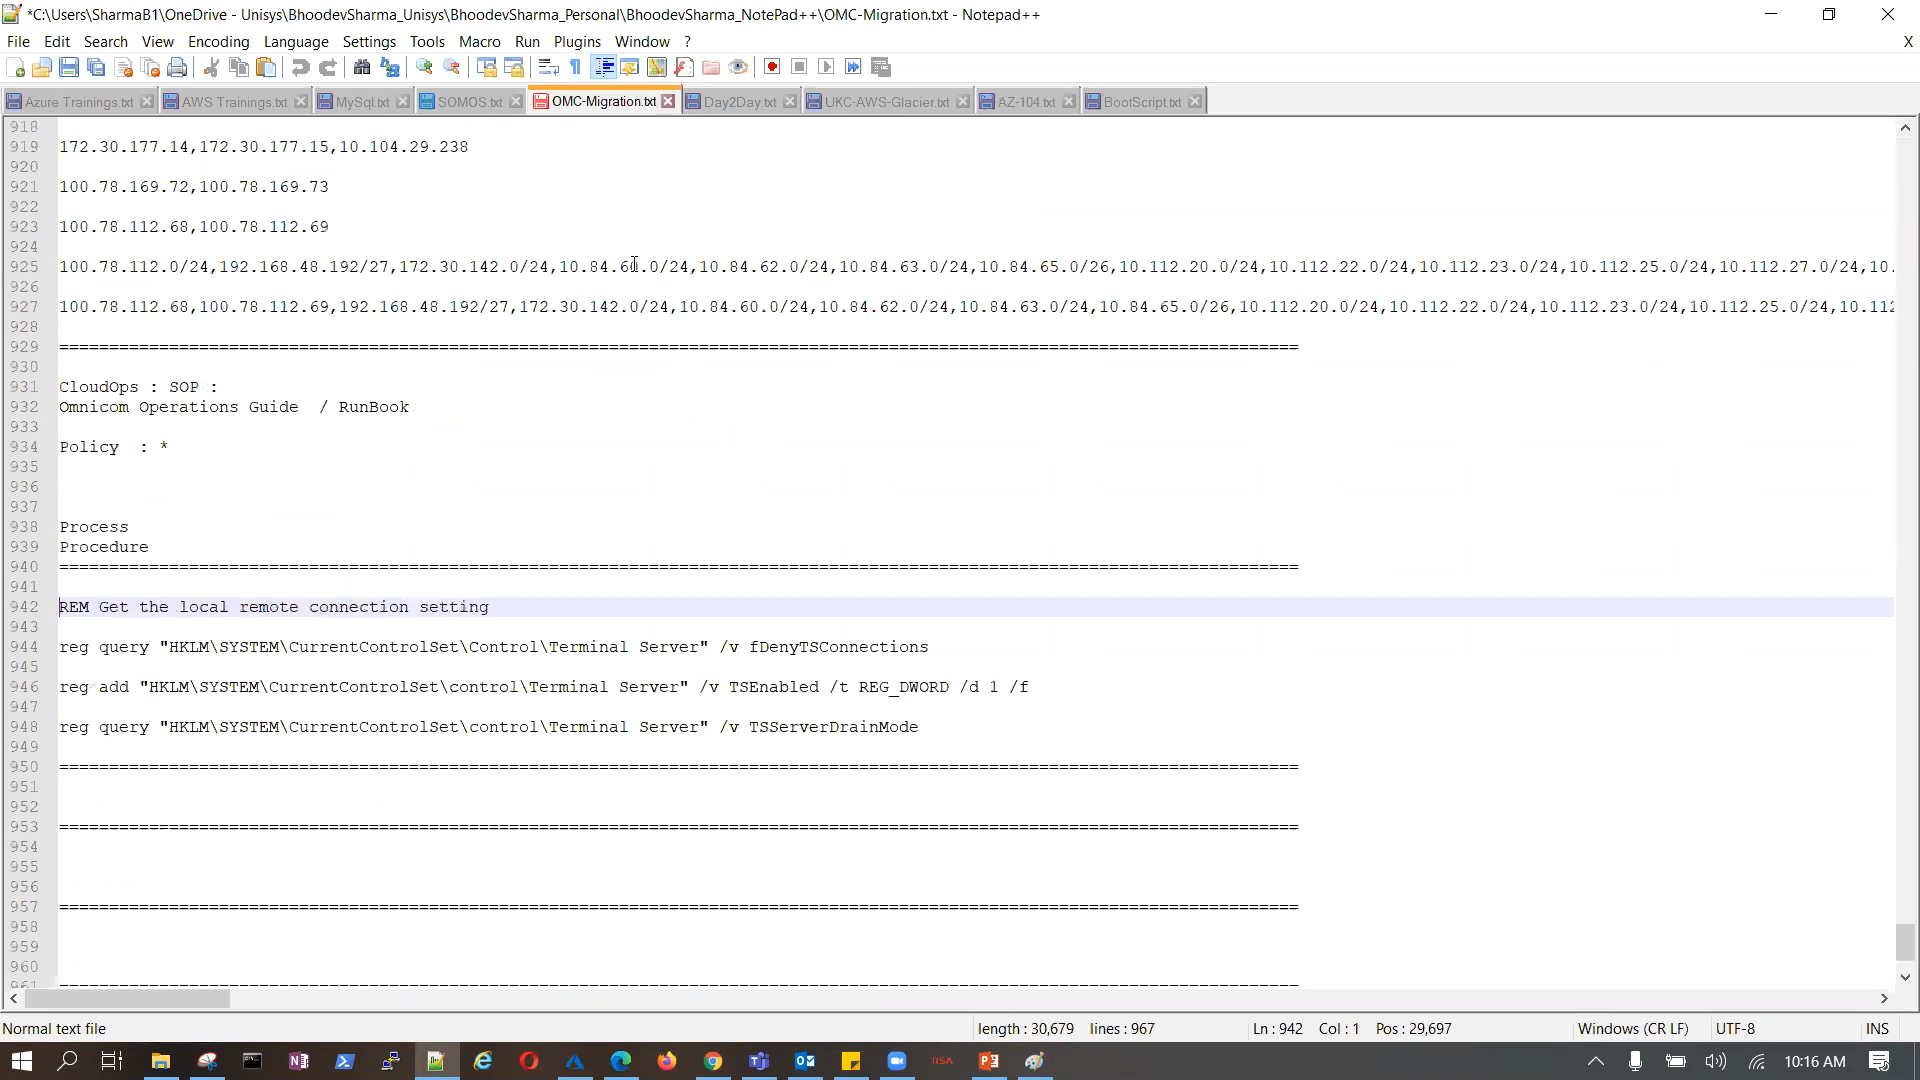 *C:\Users\SharmaB1\OneDrive - Unisys\BhoodevSharma_Unisys\BhoodevSharma_Personal\BhoodevSharma_NotePad++\OMC-Migration.txt - Notepad++
File Edit Search View Encoding Language Settings Tools Macro Run Plugins Window ? X
Azure Trainings.txt AWS Trainings.txt MySql.txt SOMOS.txt OMC-Migration.txt Day2Day.txt UKC-AWS-Glacier.txt AZ-104.txt BootScript.txt
918
919 172.30.177.14,172.30.177.15,10.104.29.238
920
921 100.78.169.72,100.78.169.73
922
923 100.78.112.68,100.78.112.69
924
925 100.78.112.0/24,192.168.48.192/27,172.30.142.0/24,10.84.60.0/24,10.84.62.0/24,10.84.63.0/24,10.84.65.0/26,10.112.20.0/24,10.112.22.0/24,10.112.23.0/24,10.112.25.0/24,10.112.27.0/24,10.
926
927 100.78.112.68,100.78.112.69,192.168.48.192/27,172.30.142.0/24,10.84.60.0/24,10.84.62.0/24,10.84.63.0/24,10.84.65.0/26,10.112.20.0/24,10.112.22.0/24,10.112.23.0/24,10.112.25.0/24,10.112
928
929 ============================================================================================================================
930
931 CloudOps : SOP :
932 Omnicom Operations Guide  / RunBook
933
934 Policy  : *
935
936
937
938 Process
939 Procedure
940 ============================================================================================================================
941
942 REM Get the local remote connection setting
943
944 reg query "HKLM\SYSTEM\CurrentControlSet\Control\Terminal Server" /v fDenyTSConnections
945
946 reg add "HKLM\SYSTEM\CurrentControlSet\control\Terminal Server" /v TSEnabled /t REG_DWORD /d 1 /f
947
948 reg query "HKLM\SYSTEM\CurrentControlSet\control\Terminal Server" /v TSServerDrainMode
949
950 ============================================================================================================================
951
952
953 ============================================================================================================================
954
955
956
957 ============================================================================================================================
958
959
960
961 ============================================================================================================================
Normal text file length : 30,679 lines : 967 Ln : 942 Col : 1 Pos : 29,697 Windows (CR LF) UTF-8 INS
RSA 10:16 AM